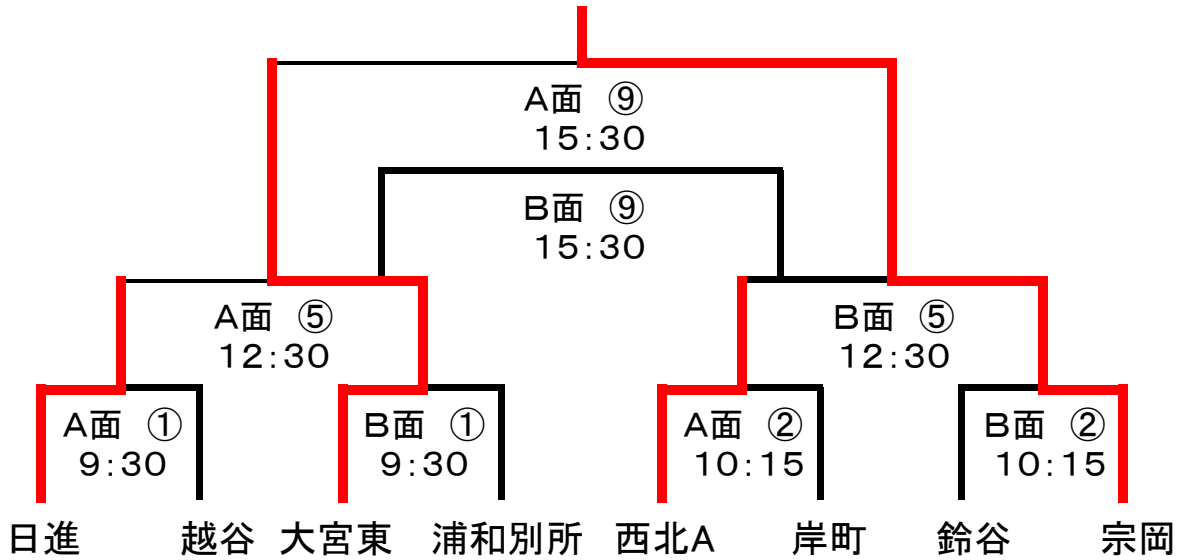 A面 ⑨
15:30
B面 ⑨
15:30
A面 ⑤
12:30
B面 ⑤
12:30
A面 ①
9:30
B面 ①
9:30
A面 ②
10:15
B面 ②
10:15
日進 越谷 大宮東 浦和別所 西北A 岸町 鈴谷 宗岡